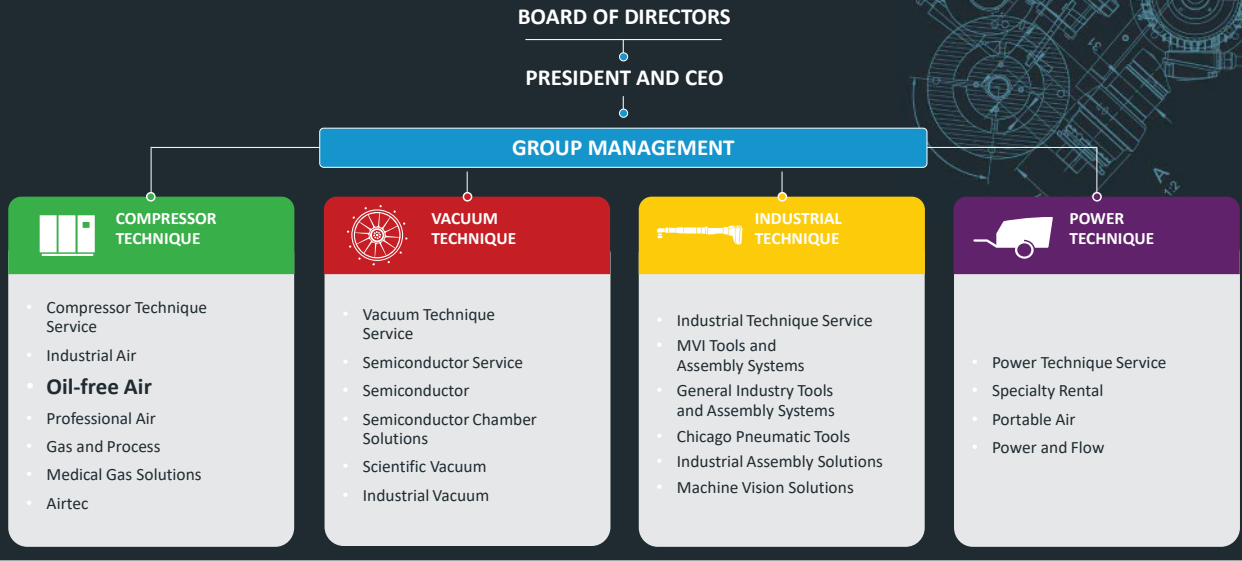 BOARD OF DIRECTORS
PRESIDENT AND CEO
GROUP MANAGEMENT
COMPRESSOR
TECHNIQUE
Compressor Technique
Service
Industrial Air
Oil-free Air
Professional Air
Gas and Process
Medical Gas Solutions
Airtec
VACUUM
TECHNIQUE
Vacuum Technique
Service
Semiconductor Service
Semiconductor
Semiconductor Chamber
Solutions
Scientific Vacuum
Industrial Vacuum
INDUSTRIAL
TECHNIQUE
Industrial Technique Service
MVI Tools and
Assembly Systems
General Industry Tools
and Assembly Systems
Chicago Pneumatic Tools
Industrial Assembly Solutions
Machine Vision Solutions
POWER
TECHNIQUE
Power Technique Service
Specialty Rental
Portable Air
Power and Flow
31
A